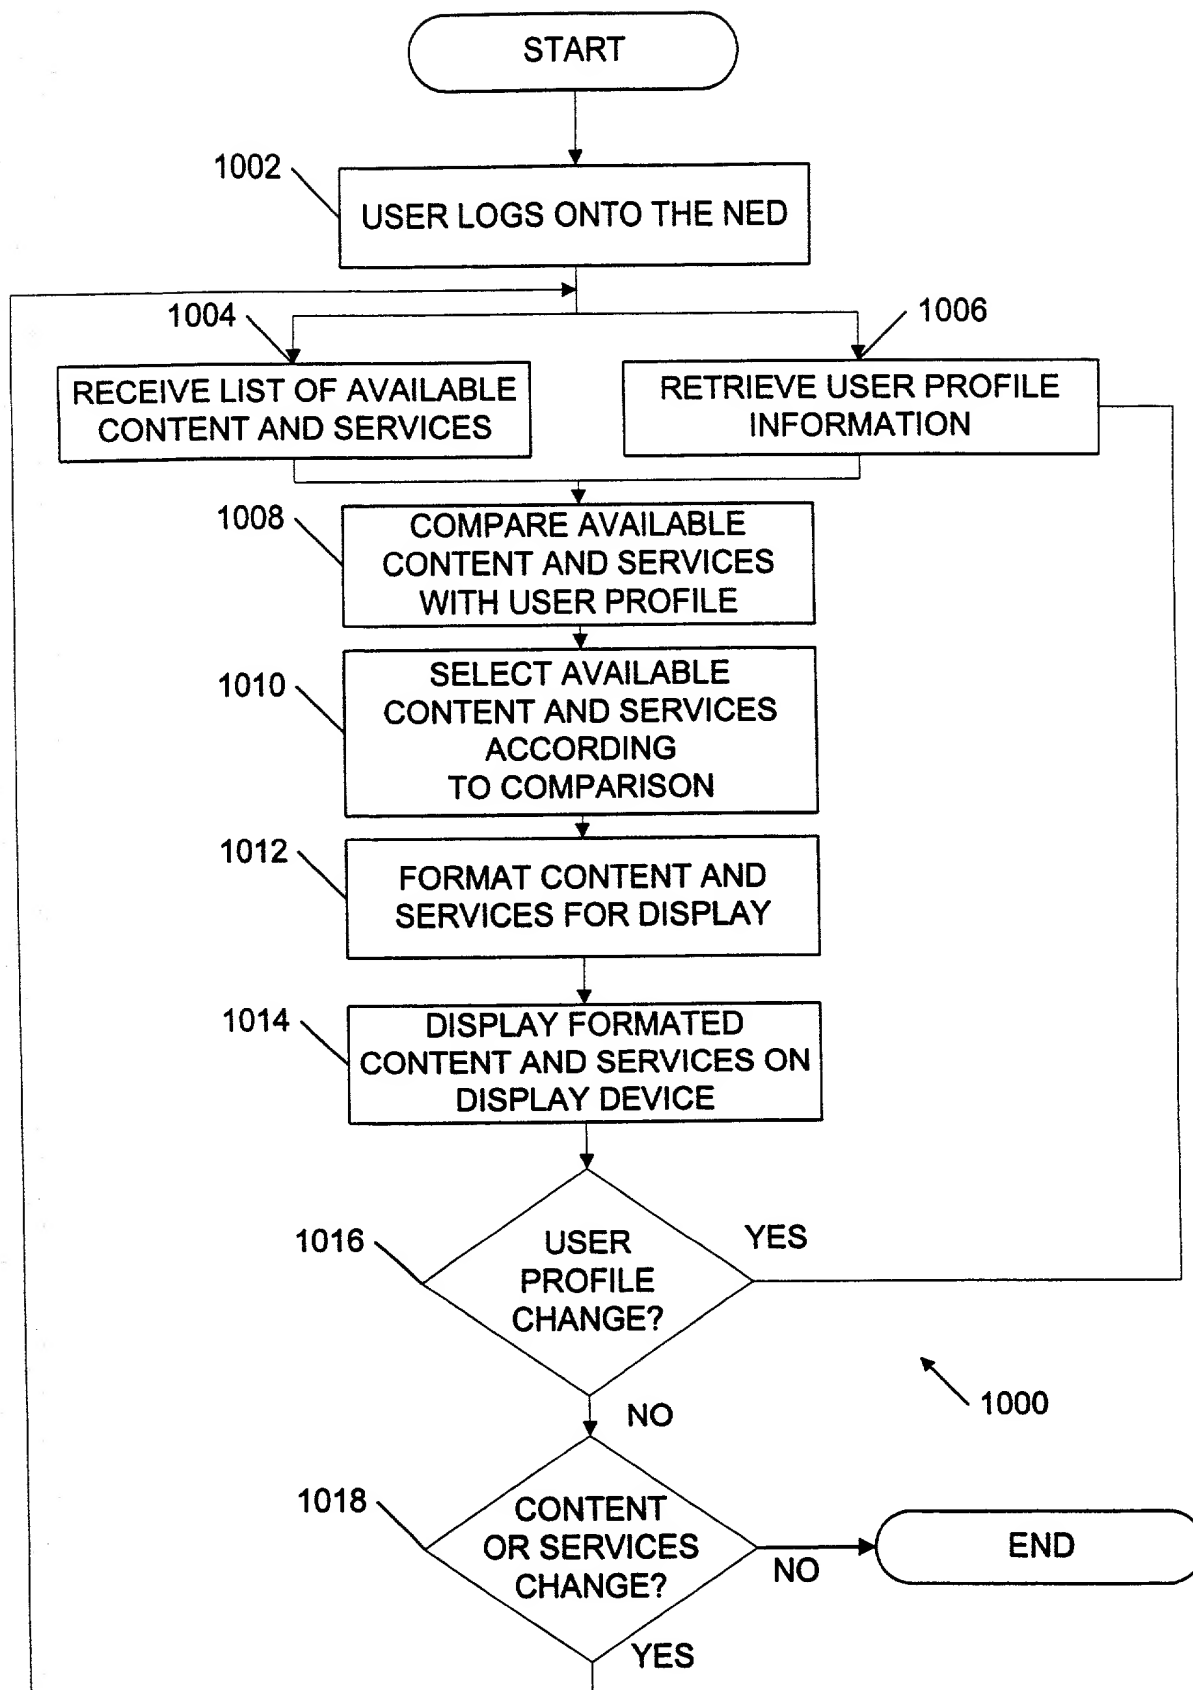 START
1002
USER LOGS ONTO THE NED
1004
1006
RECEIVE LIST OF AVAILABLE
CONTENT AND SERVICES
RETRIEVE USER PROFILE
INFORMATION
1008
COMPARE AVAILABLE
CONTENT AND SERVICES
WITH USER PROFILE
1010
SELECT AVAILABLE
CONTENT AND SERVICES
ACCORDING
TO COMPARISON
1012
FORMAT CONTENT AND
SERVICES FOR DISPLAY
1014
DISPLAY FORMATED
CONTENT AND SERVICES ON
DISPLAY DEVICE
1016
USER
PROFILE
CHANGE?
YES
1000
NO
1018
CONTENT
OR SERVICES
CHANGE?
NO
END
YES